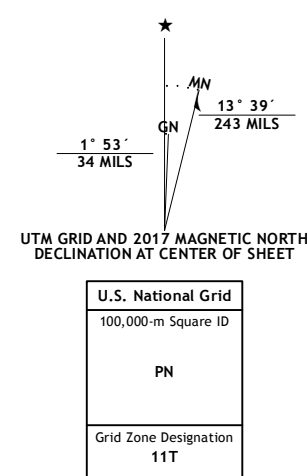 ★
MN
GN
13° 39´
243 MILS
1° 53´
34 MILS
UTM GRID AND 2017 MAGNETIC NORTH
DECLINATION AT CENTER OF SHEET
U.S. National Grid
100,000-m Square ID
PN
Grid Zone Designation
11T